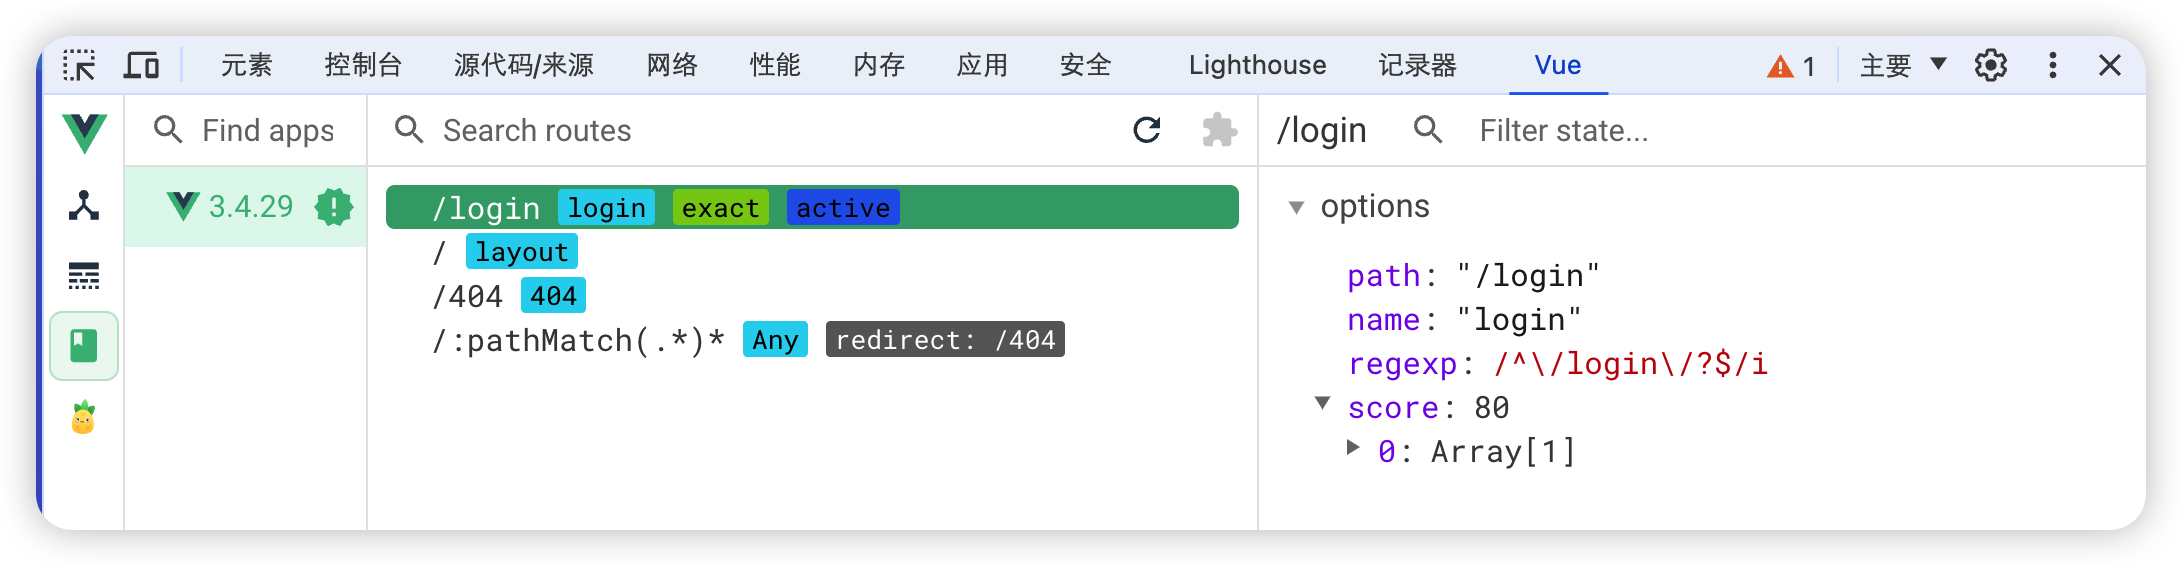 元素 控制台 源代码/来源 网络 性能 内存 应用 安全 Lighthouse 记录器 Vue 1 主要
Find apps
Search routes
/login Filter state...
3.4.29
/login login exact active
/ layout
/404 404
/:pathMatch(.*)* Any redirect: /404
options
path: "/login"
name: "login"
regexp: /^\/login\/?$/i
score: 80
0: Array[1]